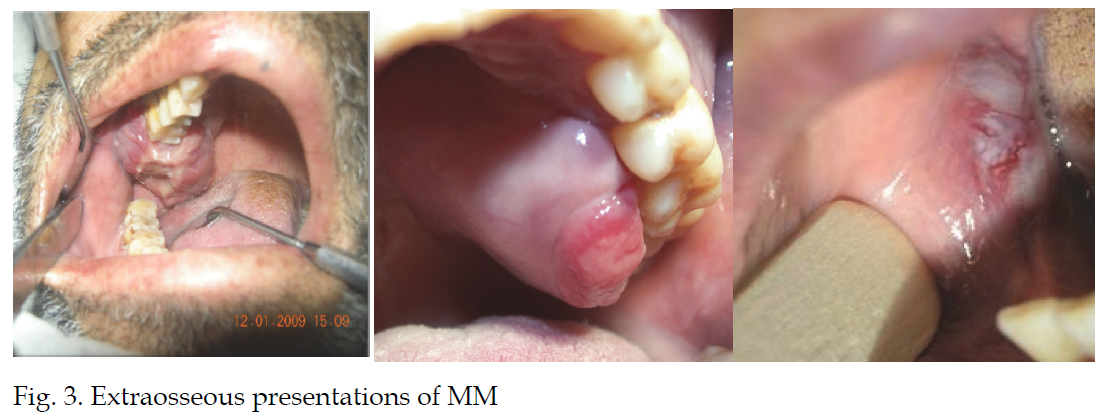 12.01.2009 15:09
Fig. 3. Extraosseous presentations of MM